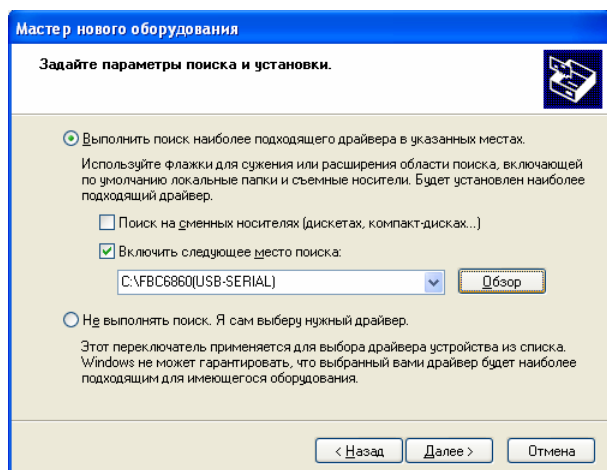 Мастер нового оборудования
Задайте параметры поиска и установки.
Выполнить поиск наиболее подходящего драйвера в указанных местах.
Используйте флажки для сужения или расширения области поиска, включающей
по умолчанию локальные папки и съемные носители. Будет установлен наиболее
подходящий драйвер.
Поиск на сменных носителях (дискетах, компакт-дисках...)
Включить следующее место поиска:
C:\FBC6860(USB-SERIAL)
Обзор
Не выполнять поиск. Я сам выберу нужный драйвер.
Этот переключатель применяется для выбора драйвера устройства из списка.
Windows не может гарантировать, что выбранный вами драйвер будет наиболее
подходящим для имеющегося оборудования.
< Назад
Далее >
Отмена